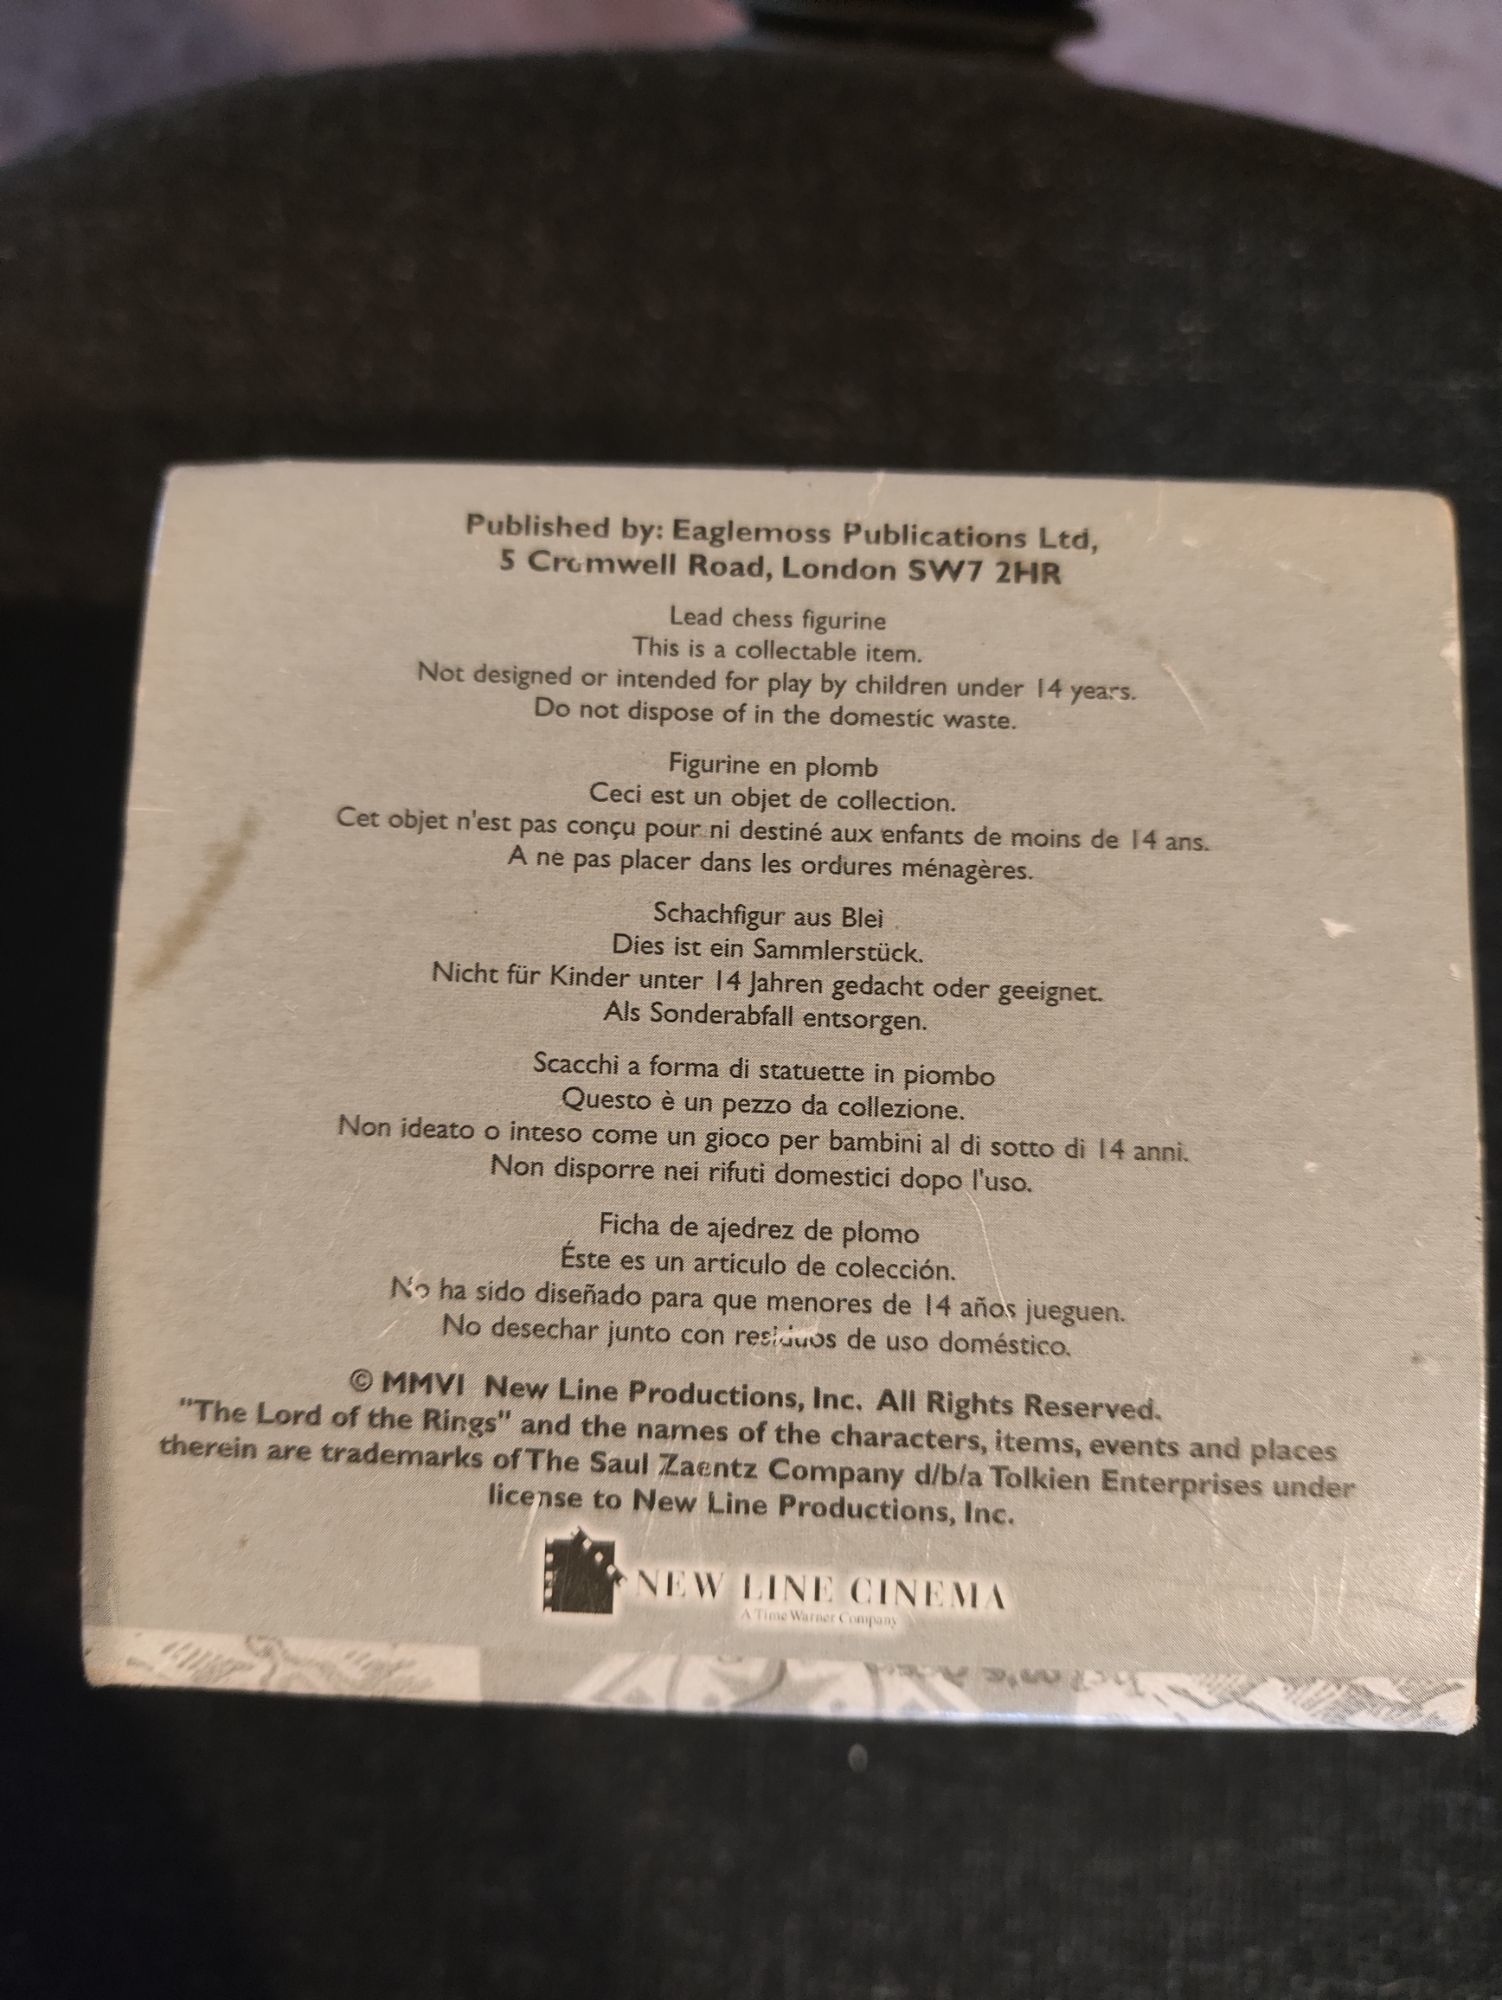 Published by: Eaglemoss Publications Ltd,
5 Cromwell Road, London SW7 2HR
Lead chess figurine
This is a collectable item.
Not designed or intended for play by children under 14 years.
Do not dispose of in the domestic waste.
Figurine en plomb
Ceci est un objet de collection.
Cet objet n'est pas conçu pour ni destiné aux enfants de moins de 14 ans.
A ne pas placer dans les ordures ménagères.
Schachfigur aus Blei
Dies ist ein Sammlerstück.
Nicht für Kinder unter 14 Jahren gedacht oder geeignet.
Als Sonderabfall entsorgen.
Scacchi a forma di statuette in piombo
Questo è un pezzo da collezione.
Non ideato o inteso come un gioco per bambini al di sotto di 14 anni.
Non disporre nei rifiuti domestici dopo l'uso.
Ficha de ajedrez de plomo
Éste es un artículo de colección.
No ha sido diseñado para que menores de 14 años jueguen.
No desechar junto con residuos de uso doméstico.
© MMVI New Line Productions, Inc. All Rights Reserved.
"The Lord of the Rings" and the names of the characters, items, events and places
therein are trademarks of The Saul Zaentz Company d/b/a Tolkien Enterprises under
license to New Line Productions, Inc.
NEW LINE CINEMA
A Time Warner Company